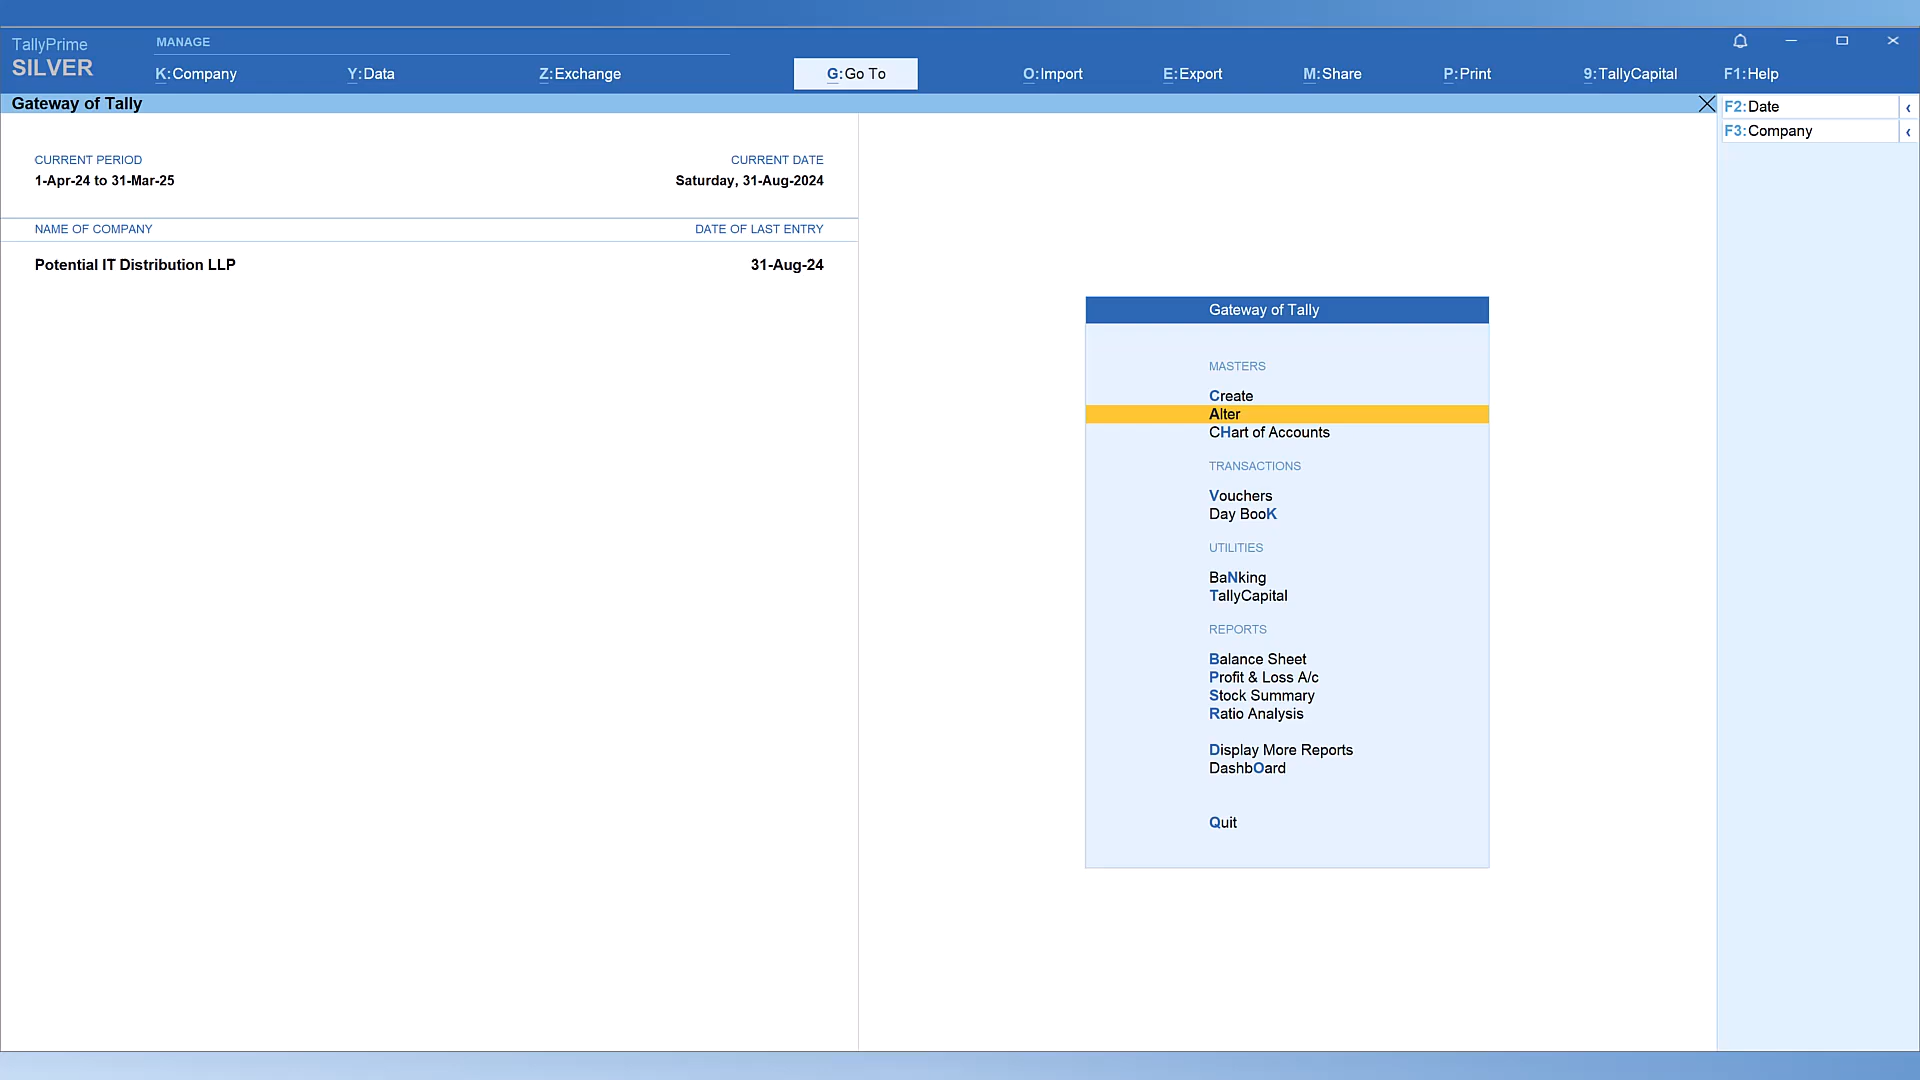 TallyPrime
SILVER
MANAGE
K:Company
Y:Data
Z:Exchange
G:Go To
O:Import
E:Export
M:Share
P:Print
9:TallyCapital
F1:Help
Gateway of Tally
F2:Date
F3:Company
CURRENT PERIOD
CURRENT DATE
1-Apr-24 to 31-Mar-25
Saturday, 31-Aug-2024
NAME OF COMPANY
DATE OF LAST ENTRY
Potential IT Distribution LLP
31-Aug-24
Gateway of Tally
MASTERS
Create
Alter
CHart of Accounts
TRANSACTIONS
Vouchers
Day BooK
UTILITIES
BaNking
TallyCapital
REPORTS
Balance Sheet
Profit & Loss A/c
Stock Summary
Ratio Analysis
Display More Reports
DashbOard
Quit